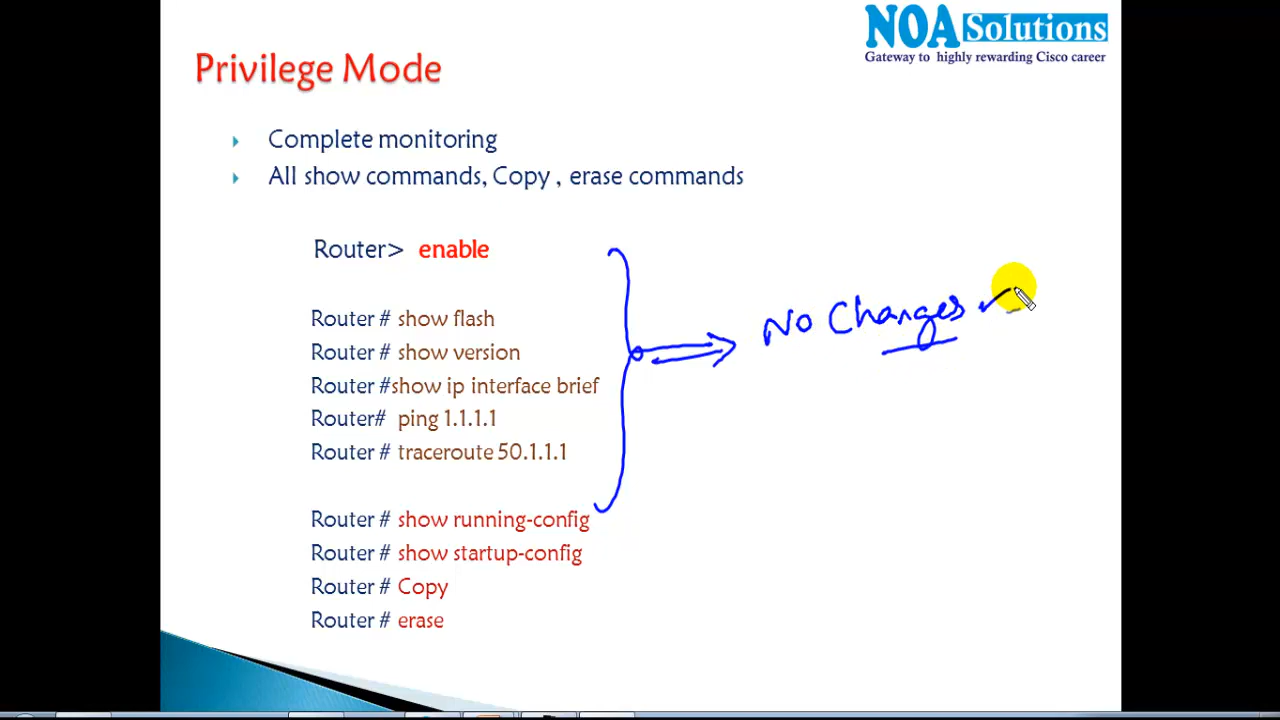 NOA Solutions
Gateway to highly rewarding Cisco career
Privilege Mode
Complete monitoring
All show commands, Copy , erase commands
Router> enable
Router # show flash
Router # show version
Router #show ip interface brief
Router# ping 1.1.1.1
Router # traceroute 50.1.1.1
No Changes
Router # show running-config
Router # show startup-config
Router # Copy
Router # erase